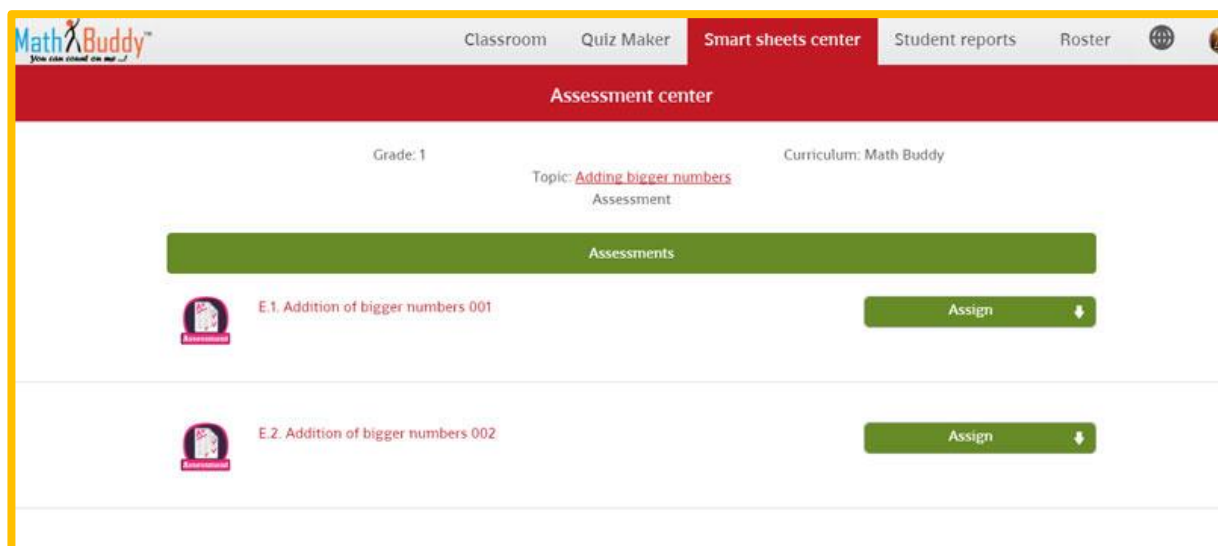 MathBuddy™
You can count on me ..!
Classroom Quiz Maker Smart sheets center Student reports Roster
Assessment center
Grade: 1 Curriculum: Math Buddy
Topic: Adding bigger numbers
Assessment
Assessments
E.1. Addition of bigger numbers 001 Assign
Assessment
E.2. Addition of bigger numbers 002 Assign
Assessment